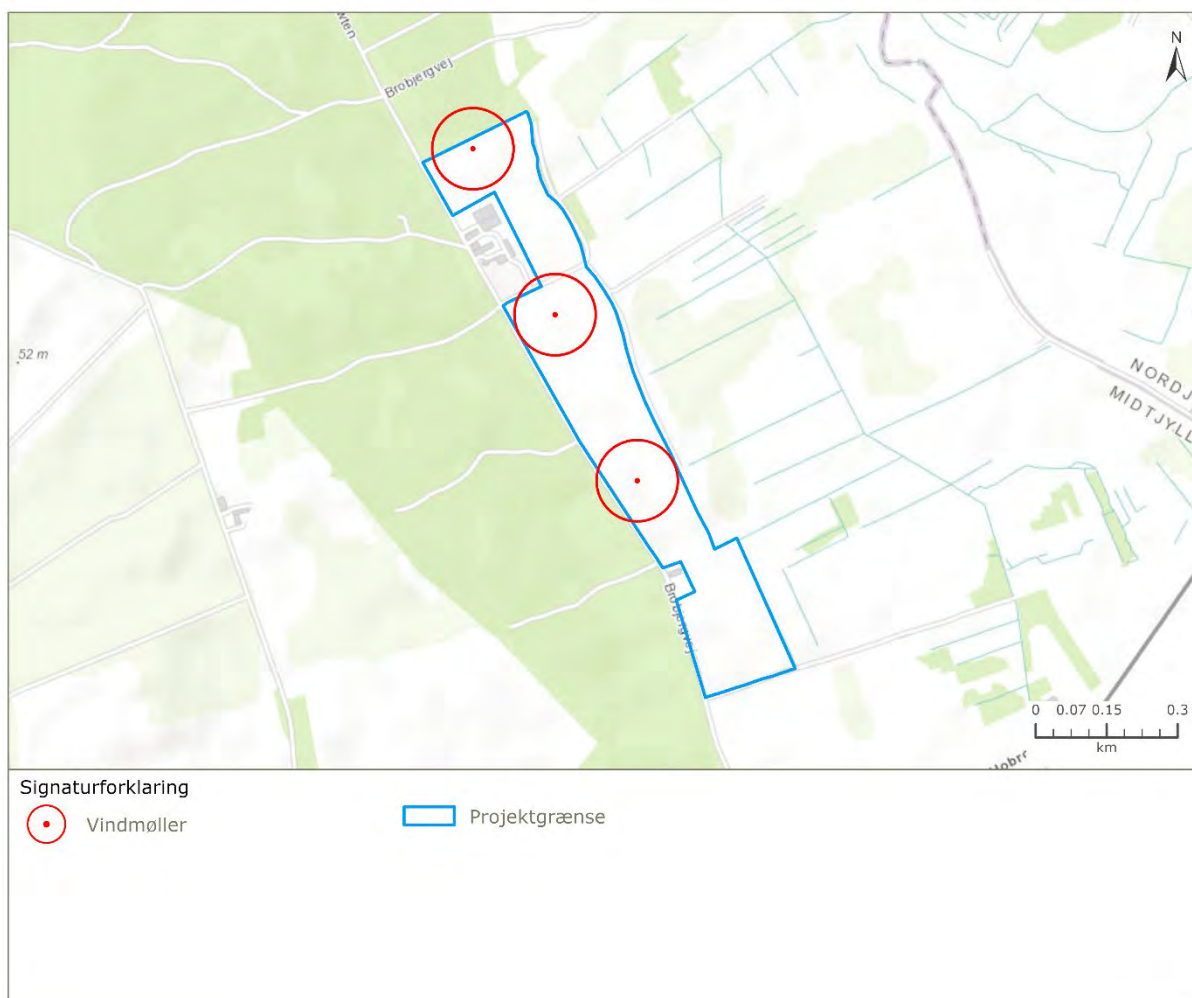 N
Brobjergvej
52 m
NORDJ
MIDTJYLL
Brobjergvej
0 0.07 0.15 0.3
km
Signaturforklaring
Vindmøller
Projektgrænse